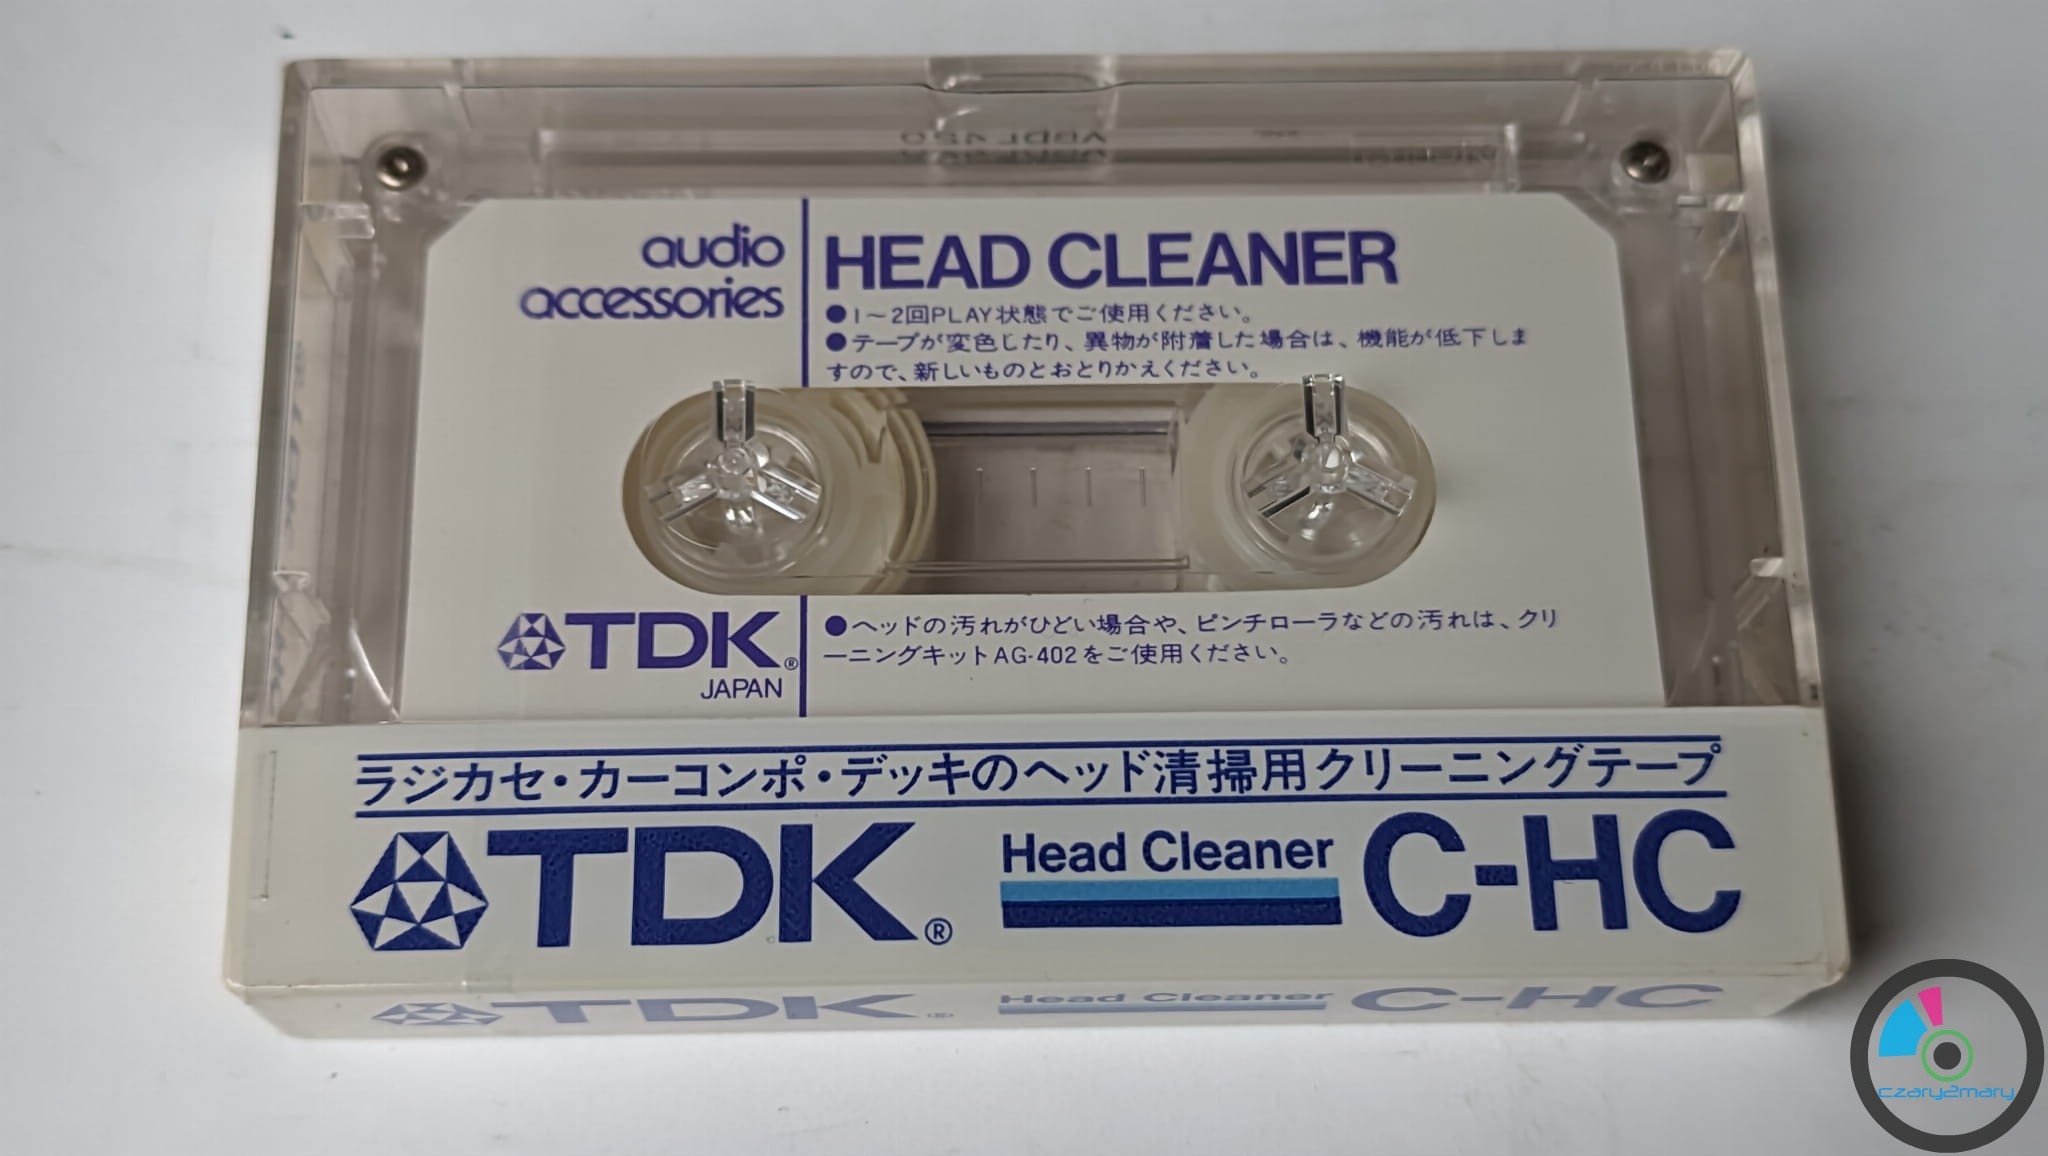 audio
accessories
HEAD CLEANER
●1～2回PLAY状態でご使用ください。
●テープが変色したり、異物が附着した場合は、機能が低下しま
すので、新しいものとおとりかえください。
TDK®
JAPAN
●ヘッドの汚れがひどい場合や、ピンチローラなどの汚れは、クリ
ーニングキットAG-402をご使用ください。
ラジカセ・カーコンポ・デッキのヘッド清掃用クリーニングテープ
TDK® Head Cleaner C-HC
TDK® Head Cleaner C-HC
czary2mary